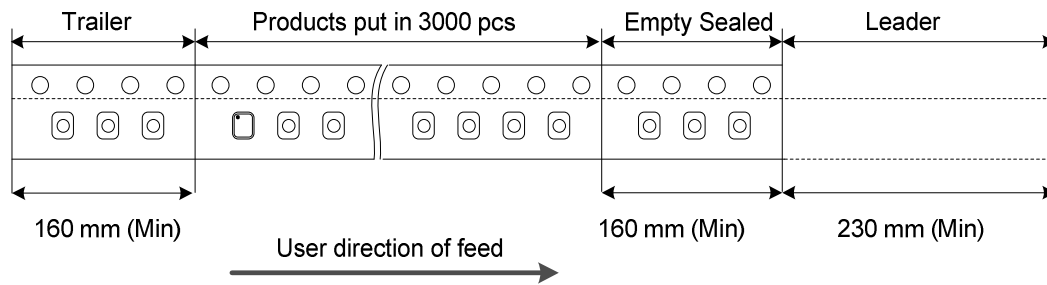 Trailer
Products put in 3000 pcs
Empty Sealed
Leader
160 mm (Min)
160 mm (Min)
230 mm (Min)
User direction of feed